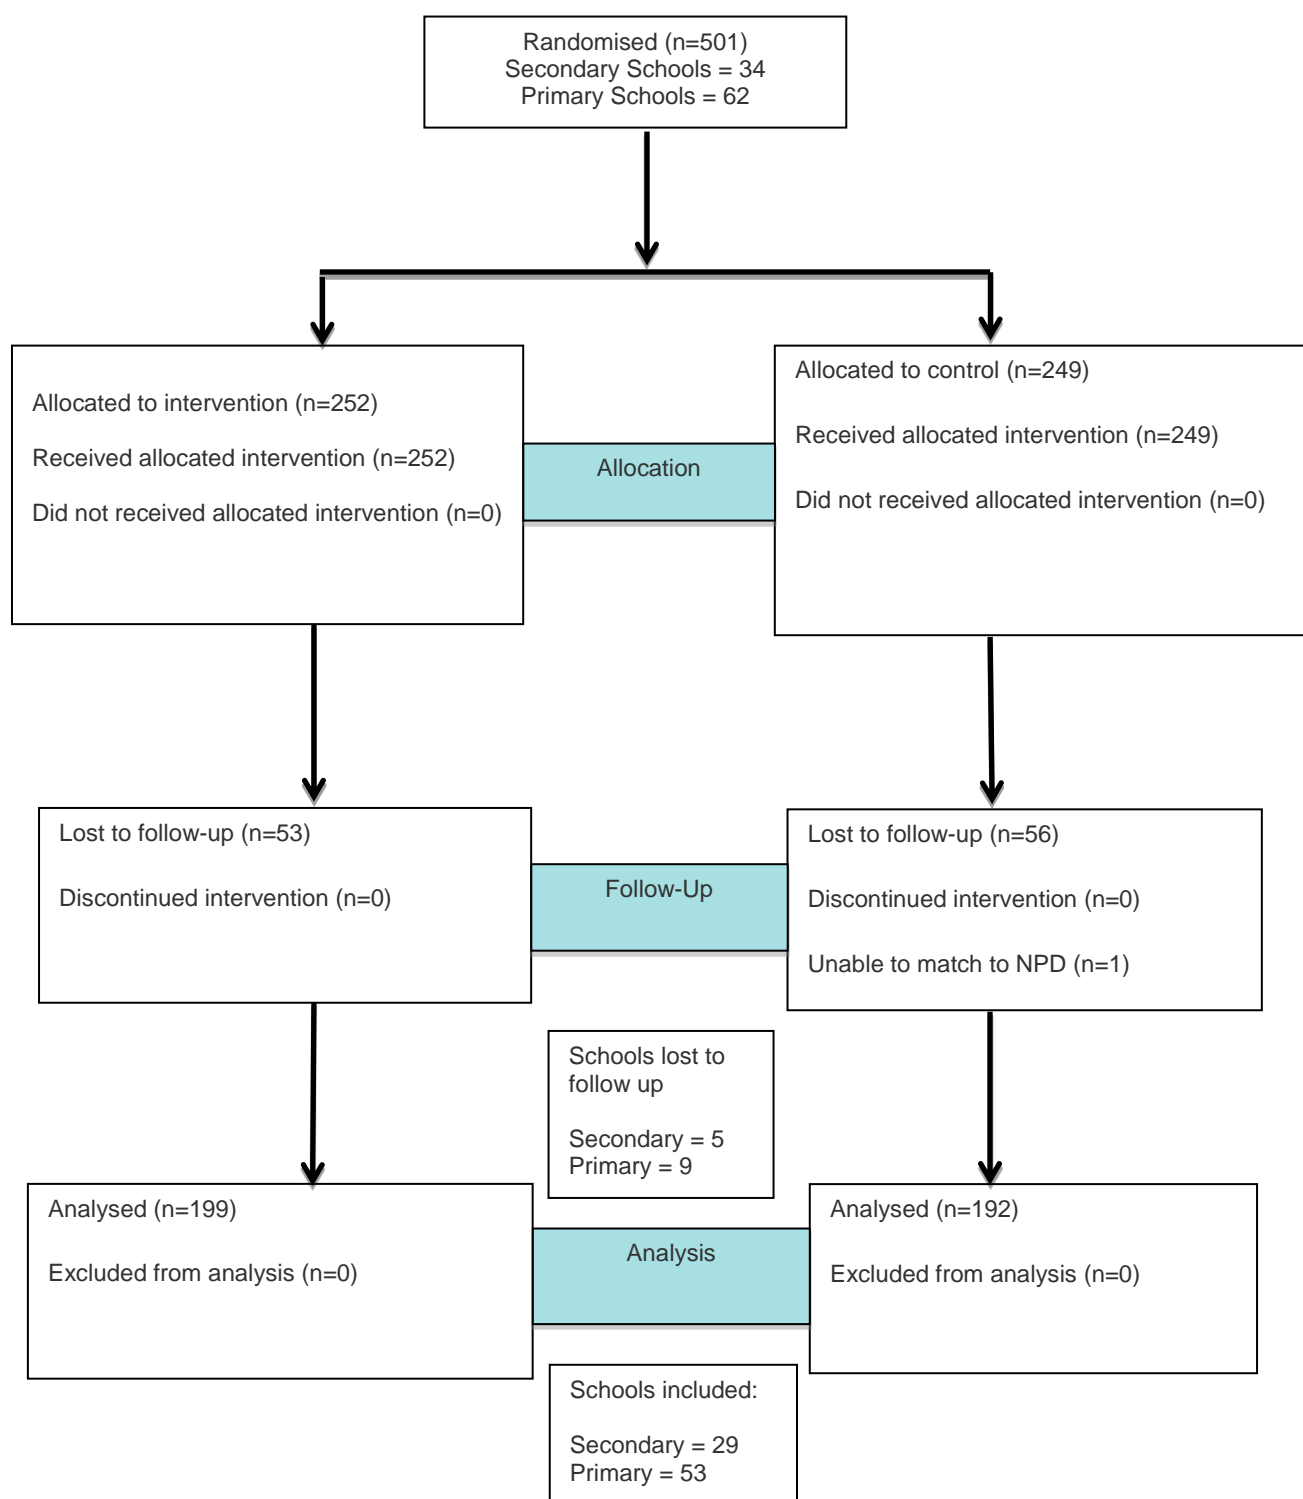 Randomised (n=501)
Secondary Schools = 34
Primary Schools = 62
Allocated to intervention (n=252)
Received allocated intervention (n=252)
Did not received allocated intervention (n=0)
Allocation
Allocated to control (n=249)
Received allocated intervention (n=249)
Did not received allocated intervention (n=0)
Lost to follow-up (n=53)
Discontinued intervention (n=0)
Follow-Up
Lost to follow-up (n=56)
Discontinued intervention (n=0)
Unable to match to NPD (n=1)
Schools lost to
follow up
Secondary = 5
Primary = 9
Analysed (n=199)
Excluded from analysis (n=0)
Analysis
Analysed (n=192)
Excluded from analysis (n=0)
Schools included:
Secondary = 29
Primary = 53